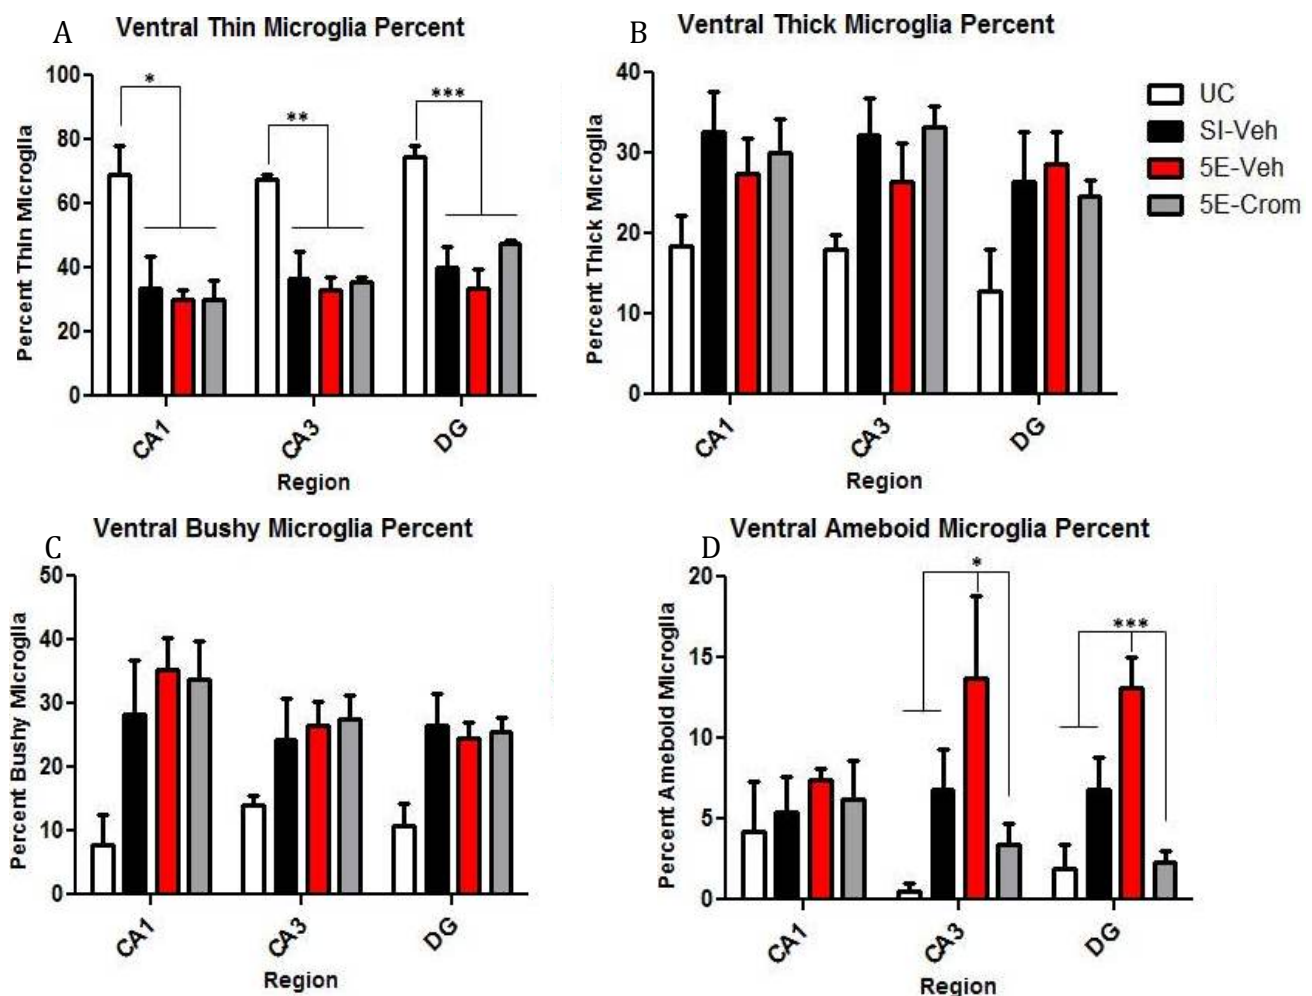 A
Ventral Thin Microglia Percent
Percent Thin Microglia
100
80
60
40
20
0
*
**
***
CA1
CA3
DG
Region
B
Ventral Thick Microglia Percent
Percent Thick Microglia
40
30
20
10
0
CA1
CA3
DG
Region
UC
SI-Veh
5E-Veh
5E-Crom
C
Ventral Bushy Microglia Percent
Percent Bushy Microglia
50
40
30
20
10
0
CA1
CA3
DG
Region
D
Ventral Ameboid Microglia Percent
Percent Ameboid Microglia
20
15
10
5
0
*
***
CA1
CA3
DG
Region